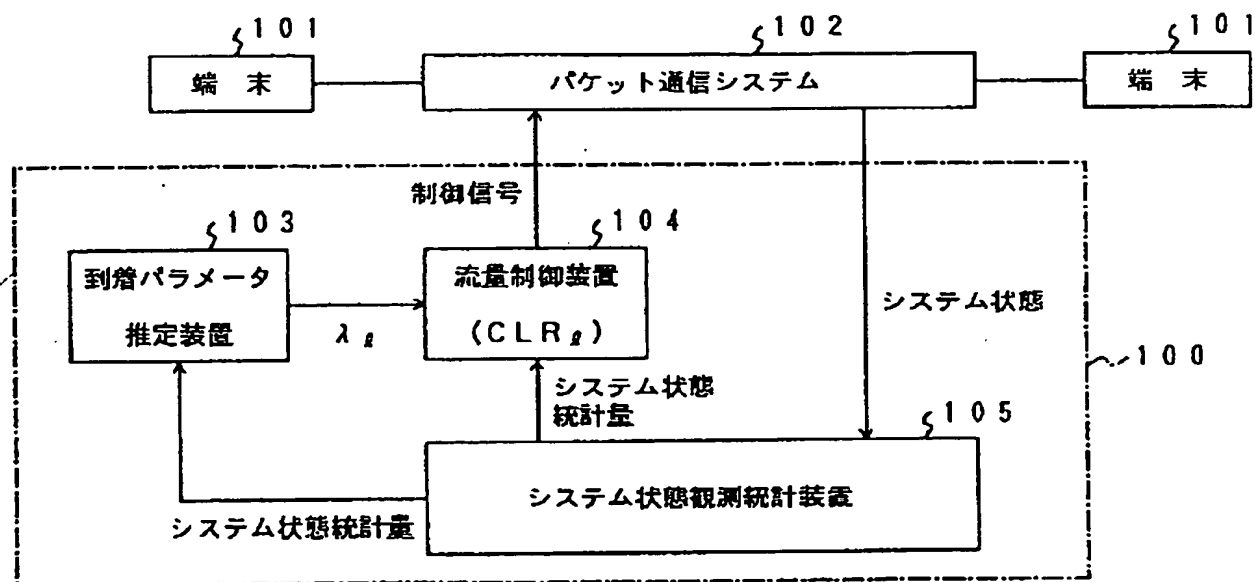 101
102
101
端末
パケット通信システム
端末
制御信号
103
104
到着パラメータ
推定装置
λℓ
流量制御装置
(CLRℓ)
システム状態
100
システム状態
統計量
105
システム状態観測統計装置
システム状態統計量